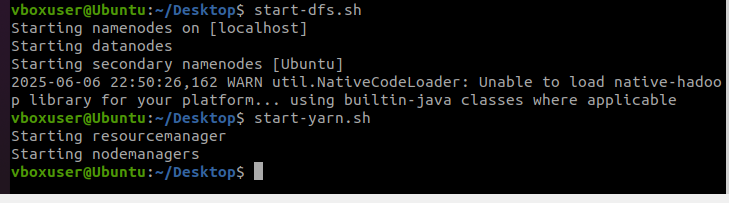 vboxuser@Ubuntu:~/Desktop$ start-dfs.sh
Starting namenodes on [localhost]
Starting datanodes
Starting secondary namenodes [Ubuntu]
2025-06-06 22:50:26,162 WARN util.NativeCodeLoader: Unable to load native-hadoo
p library for your platform... using builtin-java classes where applicable
vboxuser@Ubuntu:~/Desktop$ start-yarn.sh
Starting resourcemanager
Starting nodemanagers
vboxuser@Ubuntu:~/Desktop$